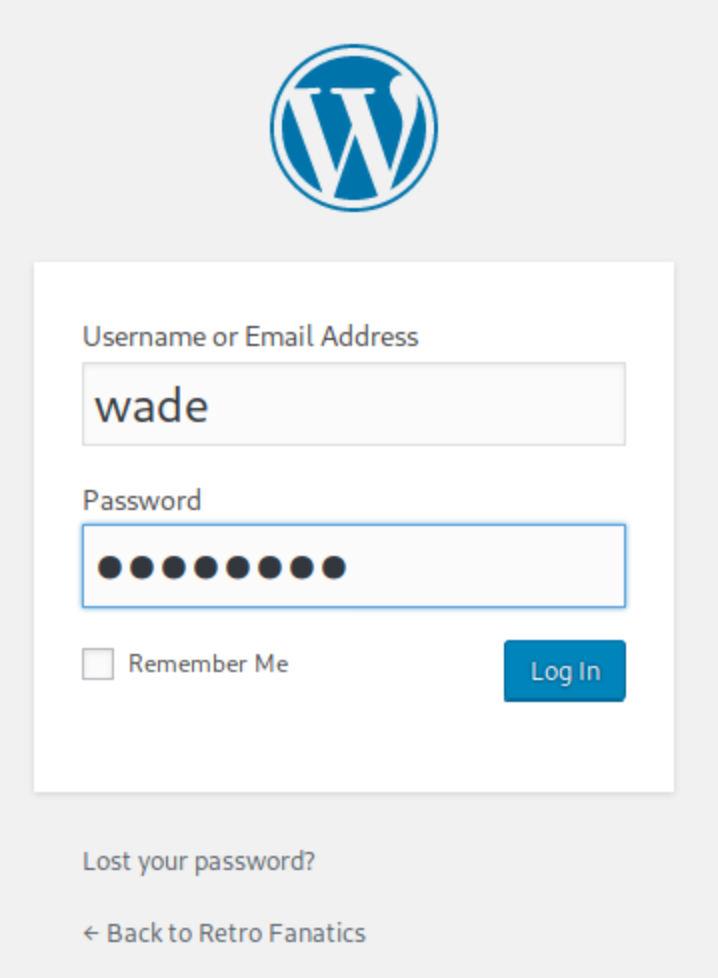 Username or Email Address
wade
Password
●●●●●●●●
Remember Me
Log In
Lost your password?
← Back to Retro Fanatics